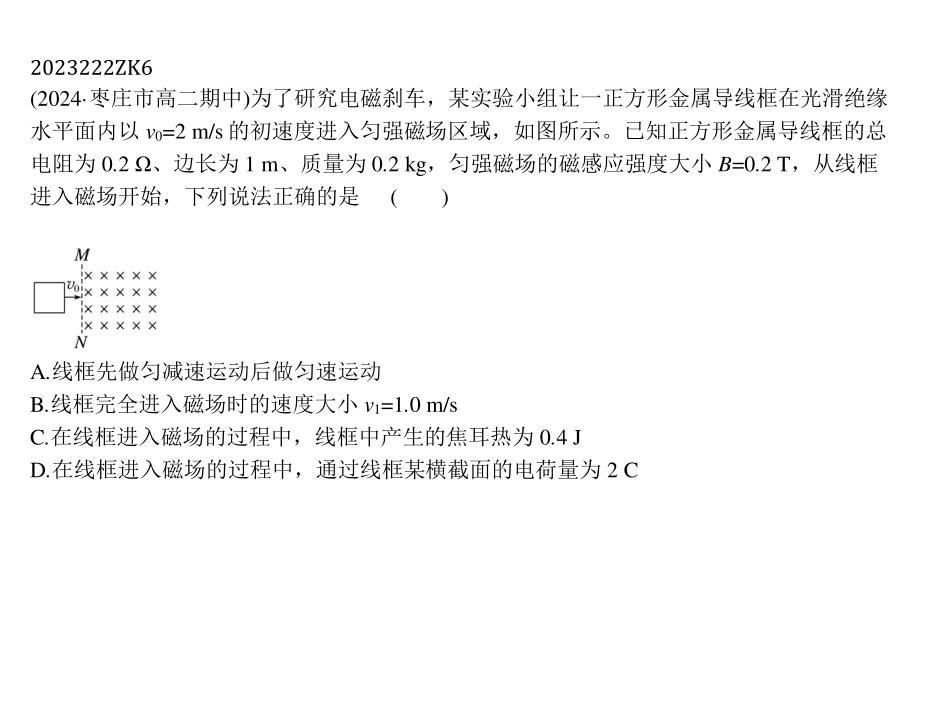 2023222ZK6
(2024·枣庄市高二期中)为了研究电磁刹车，某实验小组让一正方形金属导线框在光滑绝缘
水平面内以 v0=2 m/s 的初速度进入匀强磁场区域，如图所示。已知正方形金属导线框的总
电阻为 0.2 Ω、边长为 1 m、质量为 0.2 kg，匀强磁场的磁感应强度大小 B=0.2 T，从线框
进入磁场开始，下列说法正确的是 (  )
M
v0
N
A.线框先做匀减速运动后做匀速运动
B.线框完全进入磁场时的速度大小 v1=1.0 m/s
C.在线框进入磁场的过程中，线框中产生的焦耳热为 0.4 J
D.在线框进入磁场的过程中，通过线框某横截面的电荷量为 2 C